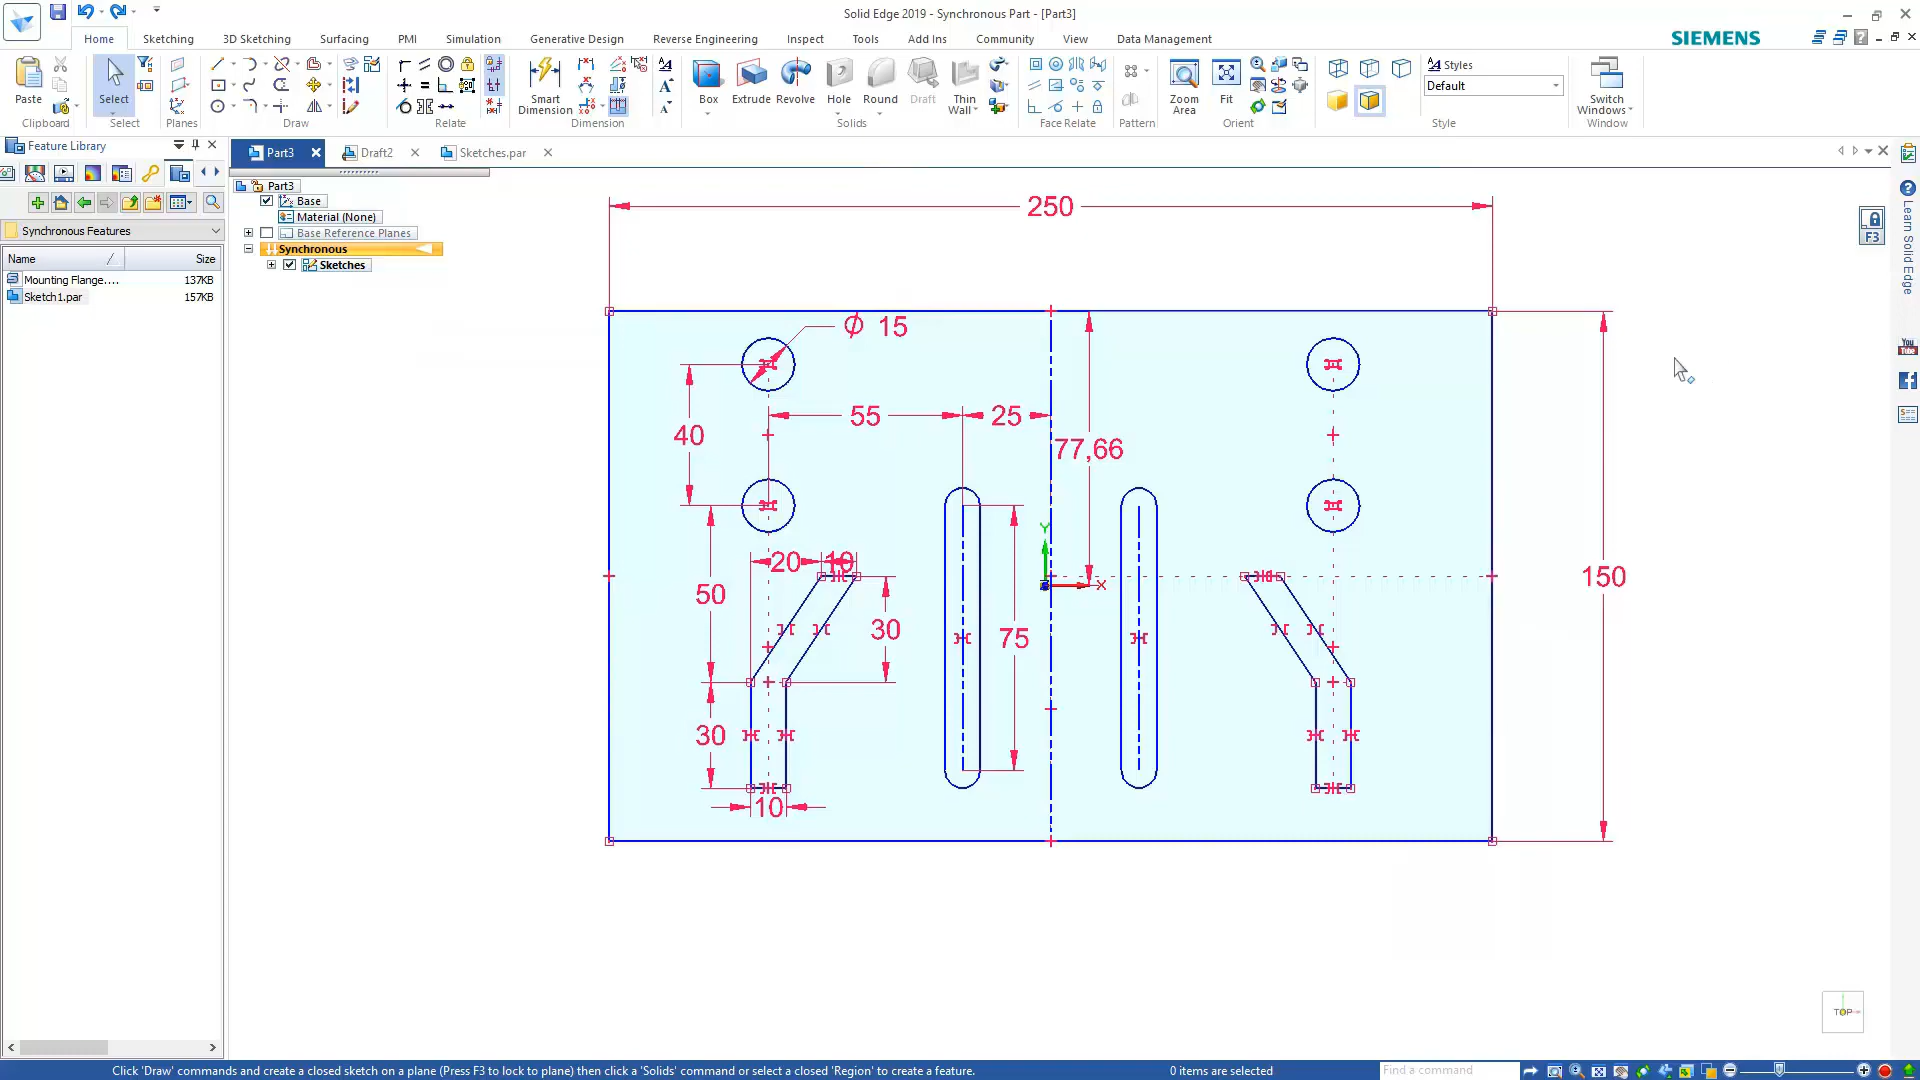 Solid Edge 2019 - Synchronous Part - [Part3]
Home
Sketching
3D Sketching
Surfacing
PMI
Simulation
Generative Design
Reverse Engineering
Inspect
Tools
Add Ins
Community
View
Data Management
SIEMENS
Paste
Clipboard
Select
Select
Planes
Draw
Relate
Smart
Dimension
Dimension
Box
Extrude
Revolve
Hole
Round
Draft
Thin
Wall
Solids
Face Relate
Pattern
Zoom
Area
Fit
Orient
Styles
Default
Style
Switch
Windows
Window
Feature Library
Synchronous Features
Name
Size
Mounting Flange....
137KB
Sketch1.par
157KB
Part3
Draft2
Sketches.par
Part3
Base
Material (None)
Base Reference Planes
Synchronous
Sketches
F3
Learn Solid Edge
You
Tube
250
Ø 15
55
25
40
77,66
20
10
50
30
75
150
30
10
Y
X
TOP
Click 'Draw' commands and create a closed sketch on a plane (Press F3 to lock to plane) then click a 'Solids' command or select a closed 'Region' to create a feature.
0 items are selected
Find a command